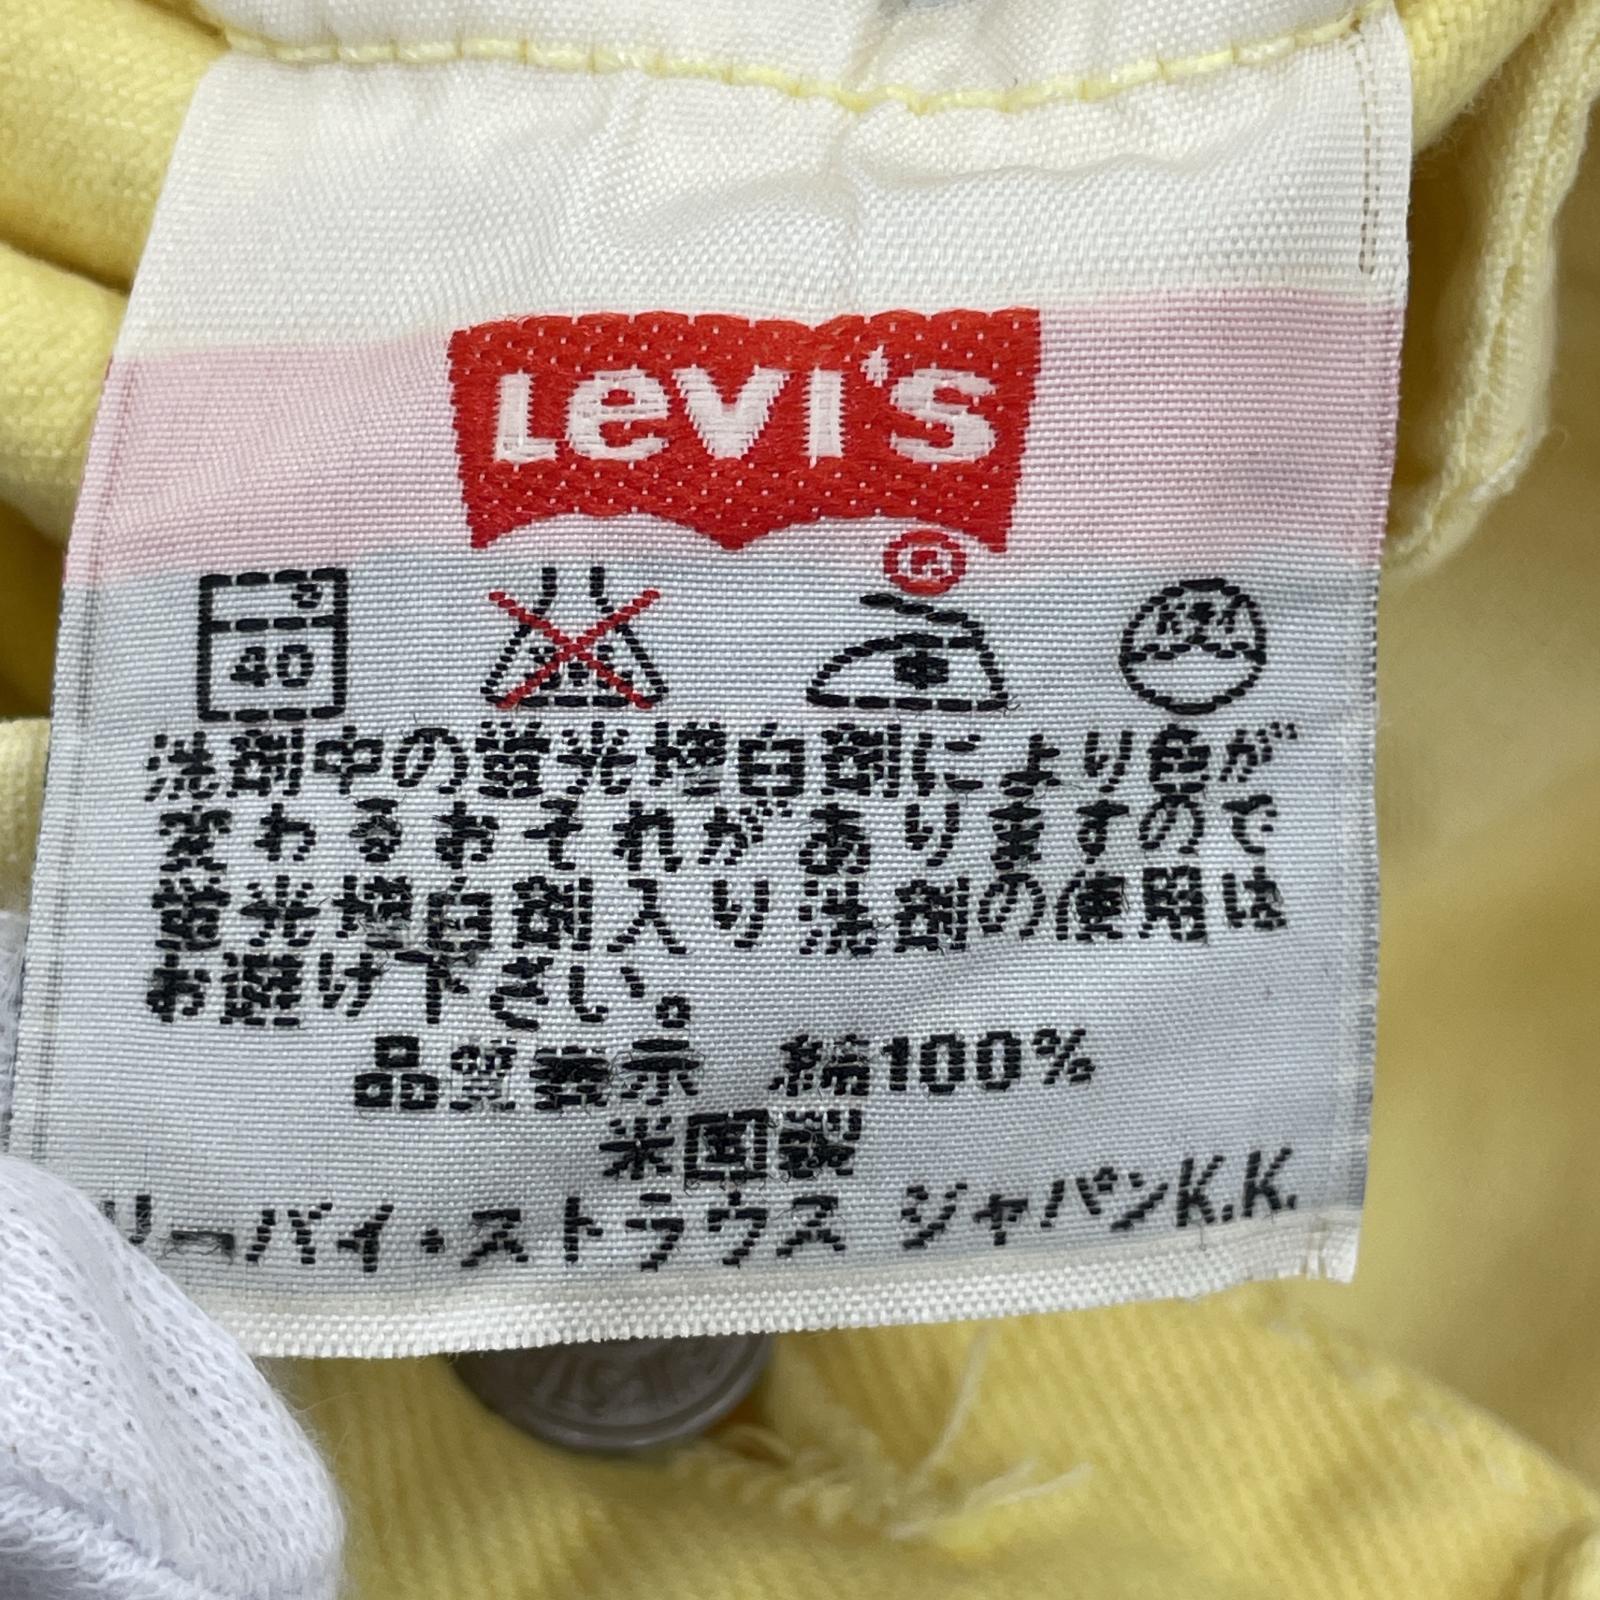 Levi's
®
40
ドライ
洗剤中の蛍光増白剤により色が
変わるおそれがありますので
蛍光増白剤入り洗剤の使用は
お避け下さい。
品質表示 綿100%
米国製
リーバイ・ストラウス ジャパンK.K.